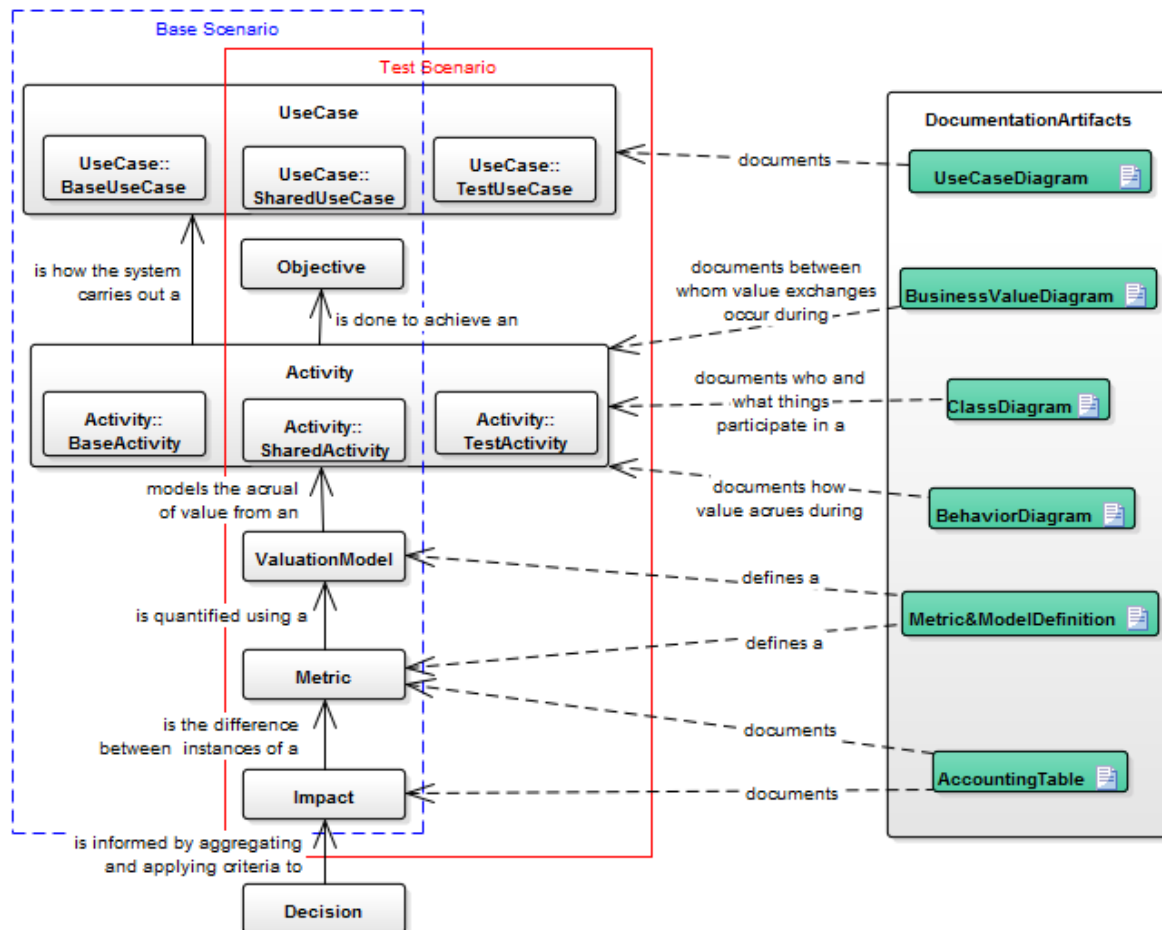 Base Scenario
Test Scenario
UseCase
UseCase::
BaseUseCase
UseCase::
SharedUseCase
UseCase::
TestUseCase
is how the system
carries out a
Objective
is done to achieve an
Activity
Activity::
BaseActivity
Activity::
SharedActivity
Activity::
TestActivity
models the acrual
of value from an
ValuationModel
is quantified using a
Metric
is the difference
between instances of a
Impact
is informed by aggregating
and applying criteria to
Decision
documents
documents between
whom value exchanges
occur during
documents who and
what things
participate in a
documents how
value acrues during
defines a
defines a
documents
documents
DocumentationArtifacts
UseCaseDiagram
BusinessValueDiagram
ClassDiagram
BehaviorDiagram
Metric&ModelDefinition
AccountingTable